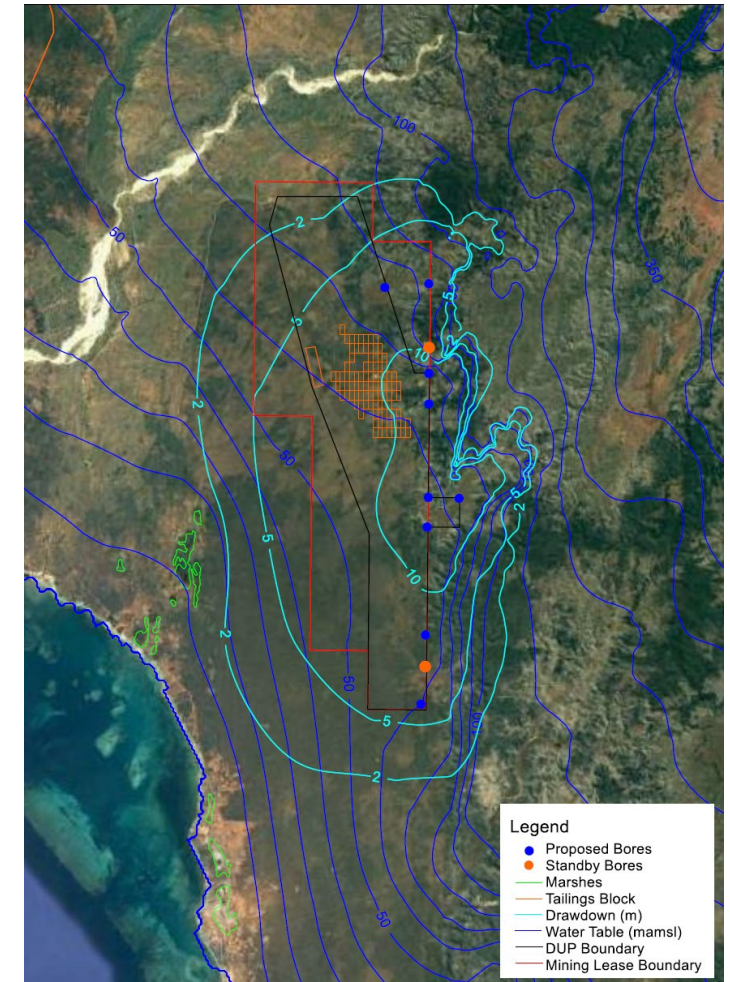 100
50
2
350
5
5
10
2
50
5
2
5
10
2
50
5
100
2
50
Legend
Proposed Bores
Standby Bores
Marshes
Tailings Block
Drawdown (m)
Water Table (mamsl)
DUP Boundary
Mining Lease Boundary